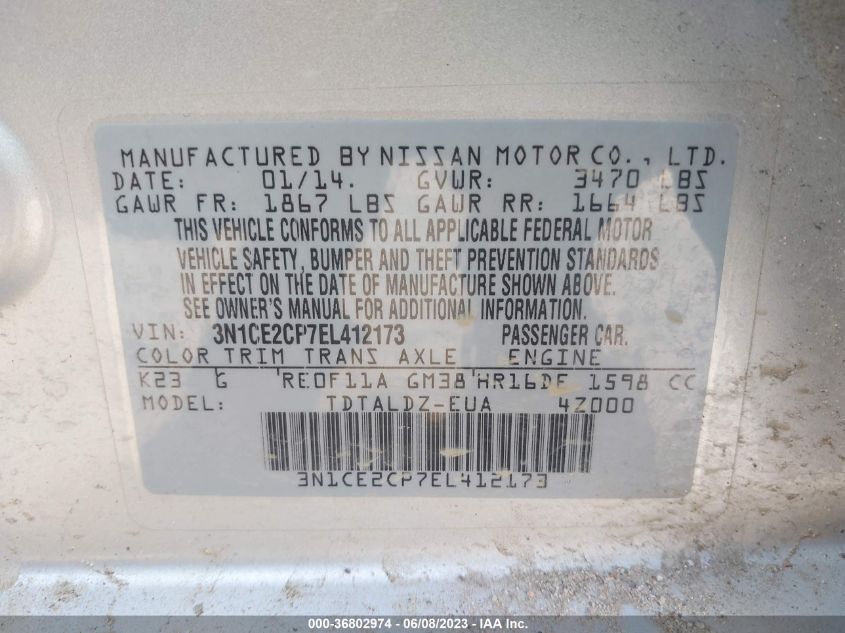 MANUFACTURED BY NISSAN MOTOR CO., LTD.
DATE: 01/14. GVWR: 3470 LBS
GAWR FR: 1867 LBS GAWR RR: 1664 LBS
THIS VEHICLE CONFORMS TO ALL APPLICABLE FEDERAL MOTOR
VEHICLE SAFETY, BUMPER AND THEFT PREVENTION STANDARDS
IN EFFECT ON THE DATE OF MANUFACTURE SHOWN ABOVE.
SEE OWNER'S MANUAL FOR ADDITIONAL INFORMATION.
VIN: 3N1CE2CP7EL412173 PASSENGER CAR.
COLOR TRIM TRANS AXLE ENGINE
K23 G 'RE0F11A GM38'HR16DE 1598 CC
MODEL: TDTALDZ-EUA 4Z000
3N1CE2CP7EL412173
000-36802974 - 06/08/2023 - IAA Inc.